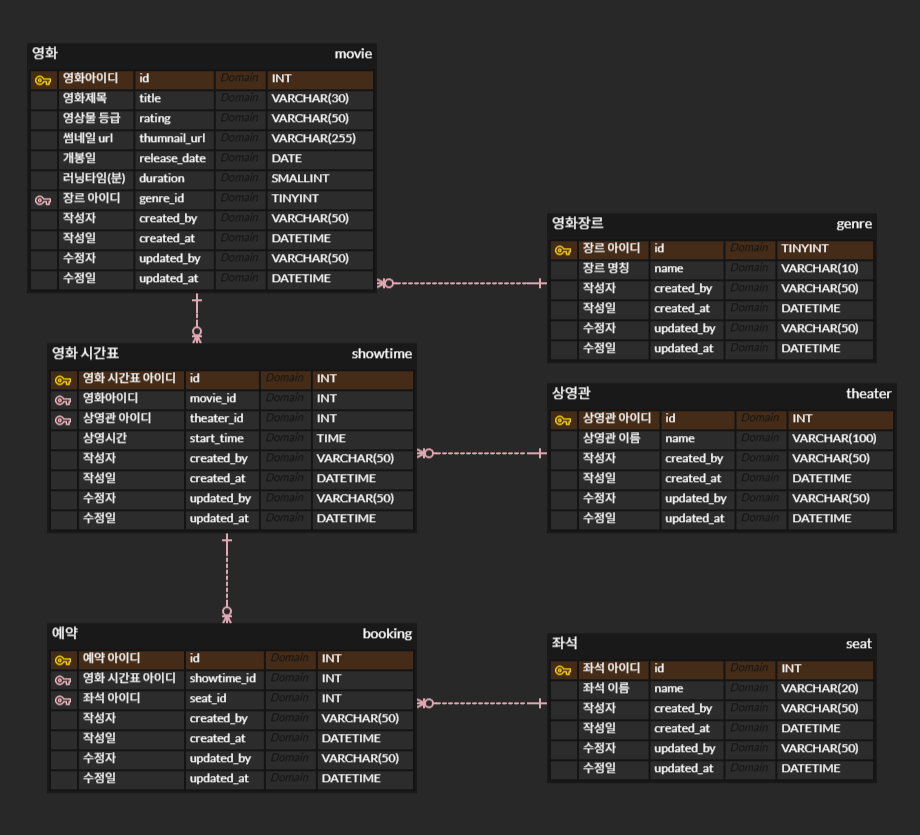 영화 movie
영화아이디 id Domain INT
영화제목 title Domain VARCHAR(30)
영상물 등급 rating Domain VARCHAR(50)
썸네일 url thumnail_url Domain VARCHAR(255)
개봉일 release_date Domain DATE
러닝타임(분) duration Domain SMALLINT
장르 아이디 genre_id Domain TINYINT
작성자 created_by Domain VARCHAR(50)
작성일 created_at Domain DATETIME
수정자 updated_by Domain VARCHAR(50)
수정일 updated_at Domain DATETIME
영화장르 genre
장르 아이디 id Domain TINYINT
장르 명칭 name Domain VARCHAR(10)
작성자 created_by Domain VARCHAR(50)
작성일 created_at Domain DATETIME
수정자 updated_by Domain VARCHAR(50)
수정일 updated_at Domain DATETIME
영화 시간표 showtime
영화 시간표 아이디 id Domain INT
영화아이디 movie_id Domain INT
상영관 아이디 theater_id Domain INT
상영시간 start_time Domain TIME
작성자 created_by Domain VARCHAR(50)
작성일 created_at Domain DATETIME
수정자 updated_by Domain VARCHAR(50)
수정일 updated_at Domain DATETIME
상영관 theater
상영관 아이디 id Domain INT
상영관 이름 name Domain VARCHAR(100)
작성자 created_by Domain VARCHAR(50)
작성일 created_at Domain DATETIME
수정자 updated_by Domain VARCHAR(50)
수정일 updated_at Domain DATETIME
예약 booking
예약 아이디 id Domain INT
영화 시간표 아이디 showtime_id Domain INT
좌석 아이디 seat_id Domain INT
작성자 created_by Domain VARCHAR(50)
작성일 created_at Domain DATETIME
수정자 updated_by Domain VARCHAR(50)
수정일 updated_at Domain DATETIME
좌석 seat
좌석 아이디 id Domain INT
좌석 이름 name Domain VARCHAR(20)
작성자 created_by Domain VARCHAR(50)
작성일 created_at Domain DATETIME
수정자 updated_by Domain VARCHAR(50)
수정일 updated_at Domain DATETIME